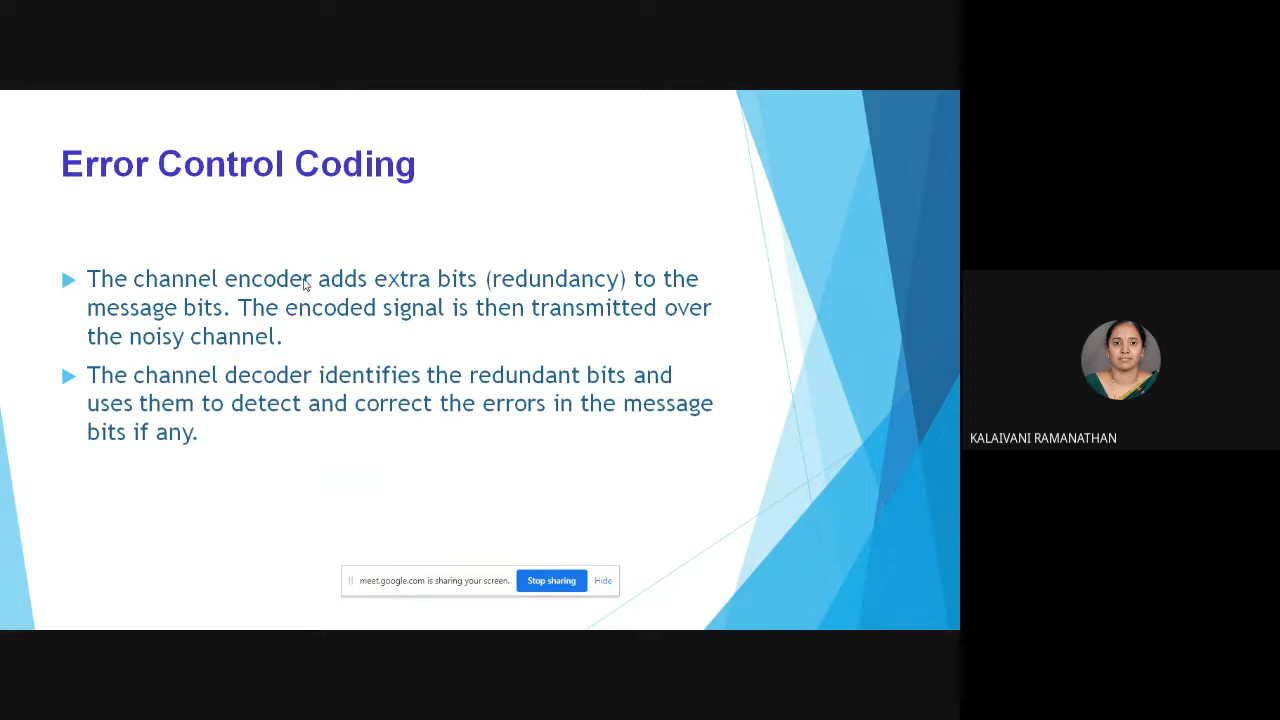 Error Control Coding
The channel encoder adds extra bits (redundancy) to the
message bits. The encoded signal is then transmitted over
the noisy channel.
The channel decoder identifies the redundant bits and
uses them to detect and correct the errors in the message
bits if any.
meet.google.com is sharing your screen. Stop sharing Hide
KALAIVANI RAMANATHAN